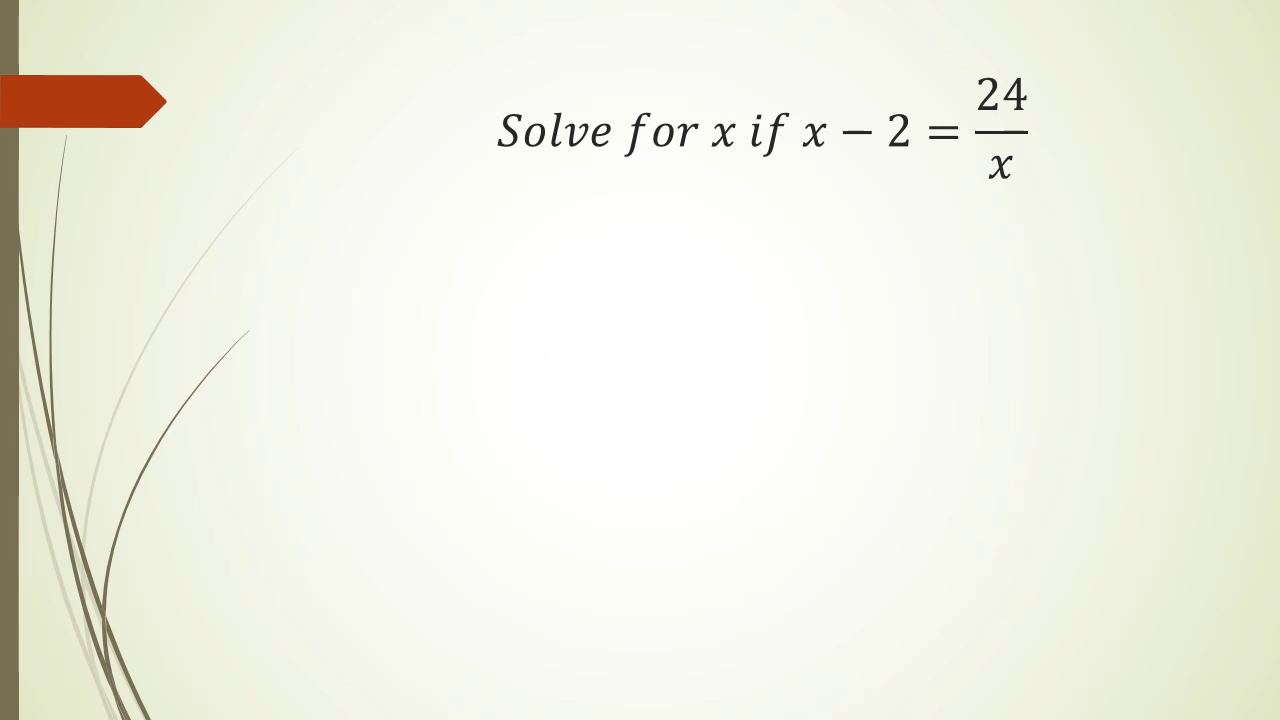 Solve for x if x − 2 = 24/x